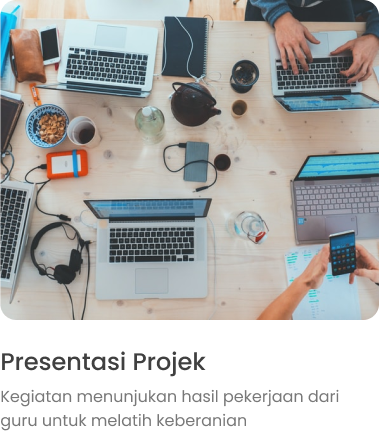 Presentasi Projek
Kegiatan menunjukan hasil pekerjaan dari
guru untuk melatih keberanian